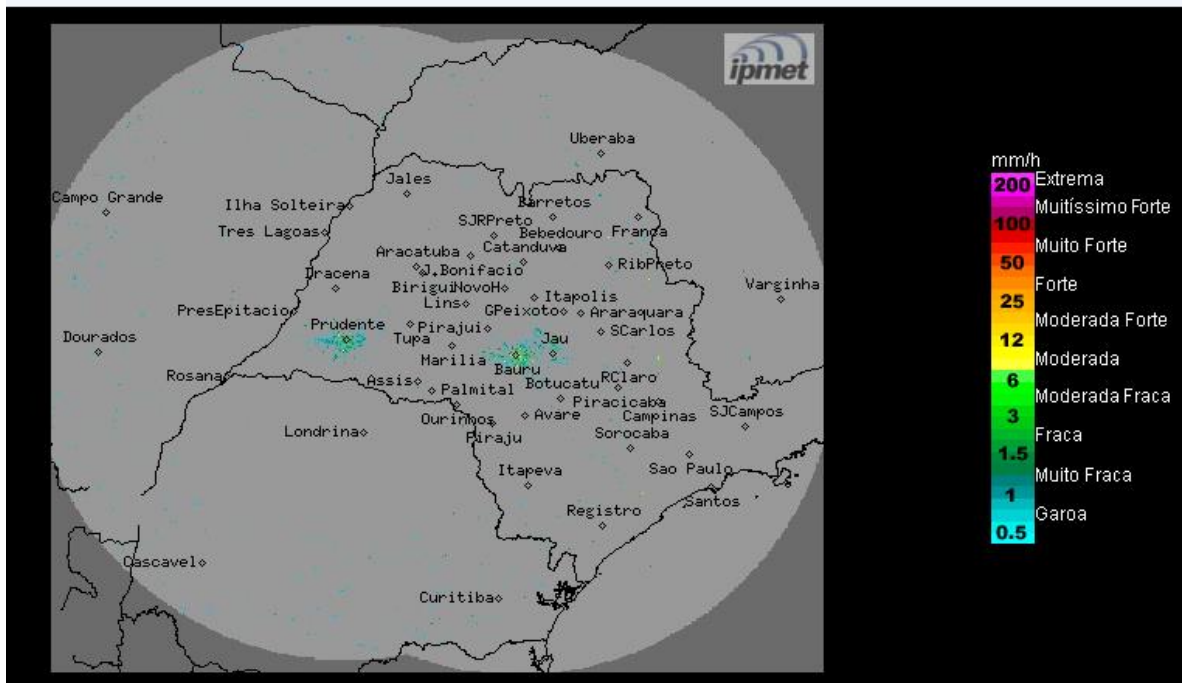 ipmet
Uberaba
Jales
Campo Grande
Ilha Solteira
Barretos
SJRPreto
Tres Lagoas
Bebedouro
Franca
Aracatuba
Catanduva
Dracena
J.Bonifacio
RibPreto
Birigui
NovoH
Varginha
Lins
Itapolis
PresEpitacio
GPeixoto
Araraquara
Prudente
Pirajui
SCarlos
Dourados
Tupa
Jau
Marilia
Bauru
Rosana
Assis
Botucatu
RClaro
Palmital
Piracicaba
Ourinhos
Avare
Campinas
SJCampos
Londrina
Piraju
Sorocaba
Itapeva
Sao Paulo
Santos
Registro
Cascavel
Curitiba
mm/h
200
Extrema
Muitíssimo Forte
100
Muito Forte
50
Forte
25
Moderada Forte
12
Moderada
6
Moderada Fraca
3
Fraca
1.5
Muito Fraca
1
Garoa
0.5